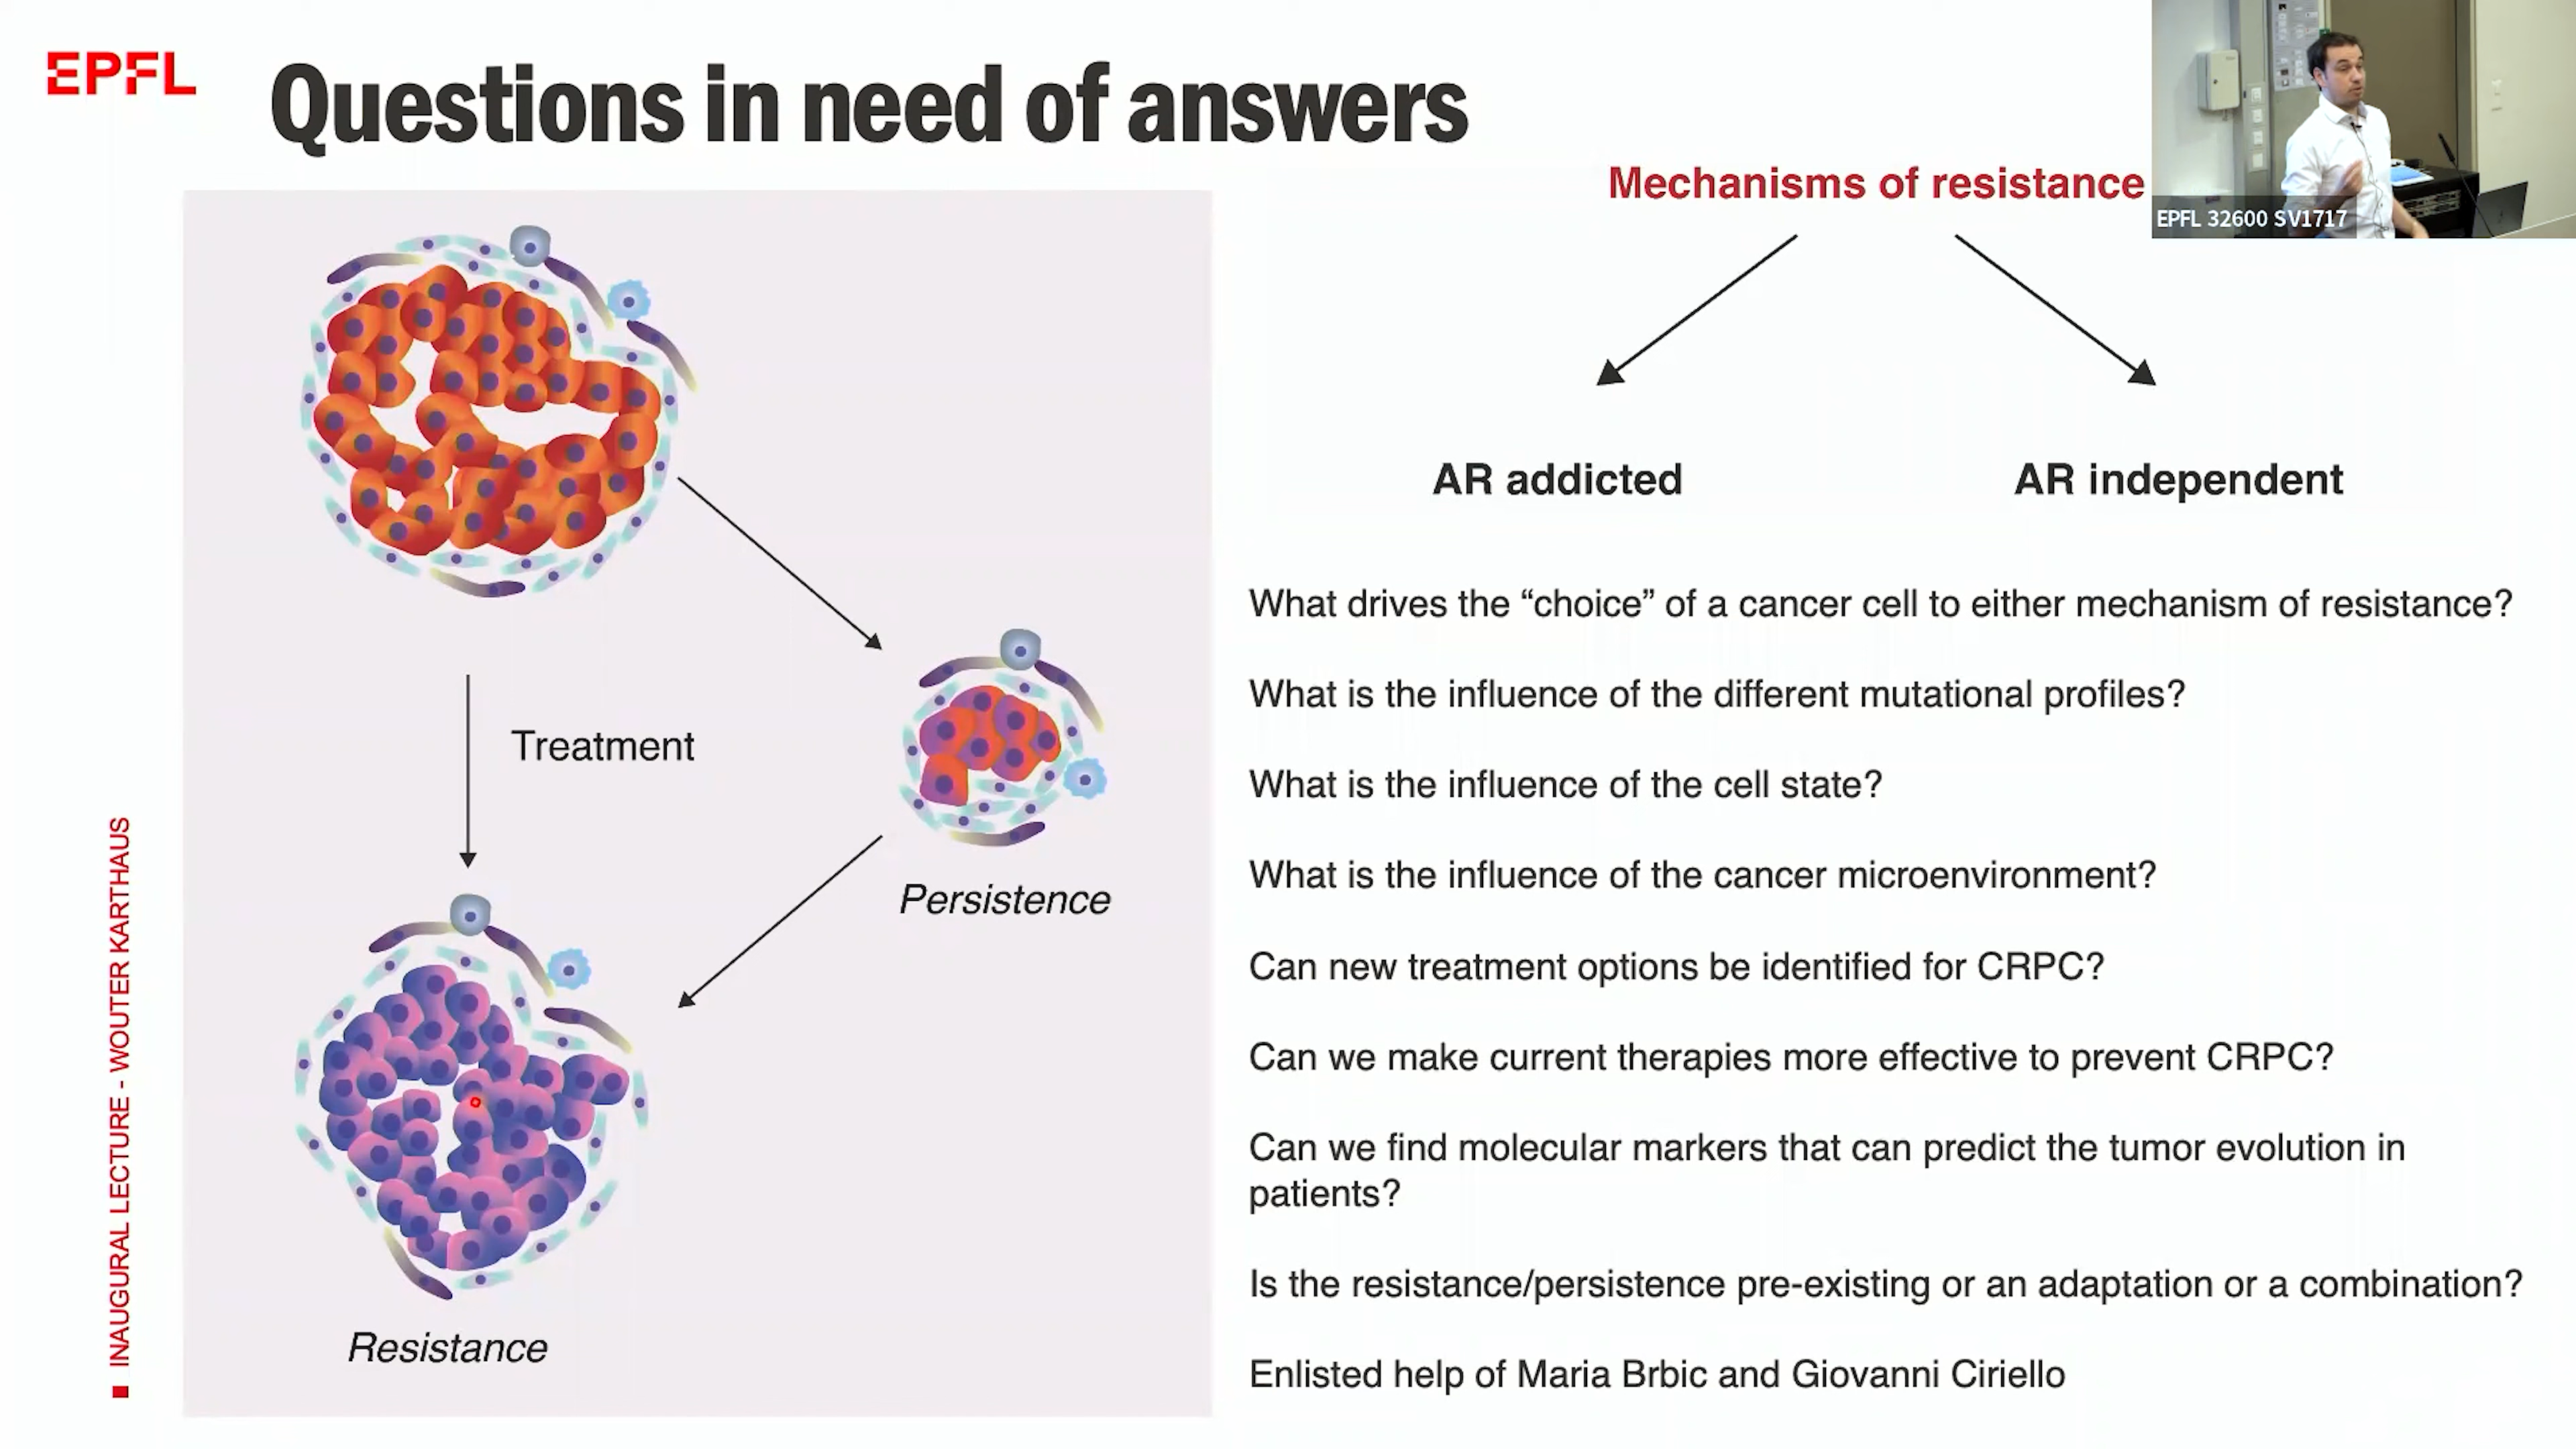 EPFL
Questions in need of answers
Mechanisms of resistance
EPFL 32600 SV1717
AR addicted
AR independent
Treatment
Persistence
Resistance
What drives the “choice” of a cancer cell to either mechanism of resistance?
What is the influence of the different mutational profiles?
What is the influence of the cell state?
What is the influence of the cancer microenvironment?
Can new treatment options be identified for CRPC?
Can we make current therapies more effective to prevent CRPC?
Can we find molecular markers that can predict the tumor evolution in
patients?
Is the resistance/persistence pre-existing or an adaptation or a combination?
Enlisted help of Maria Brbic and Giovanni Ciriello
INAUGURAL LECTURE - WOUTER KARTHAUS